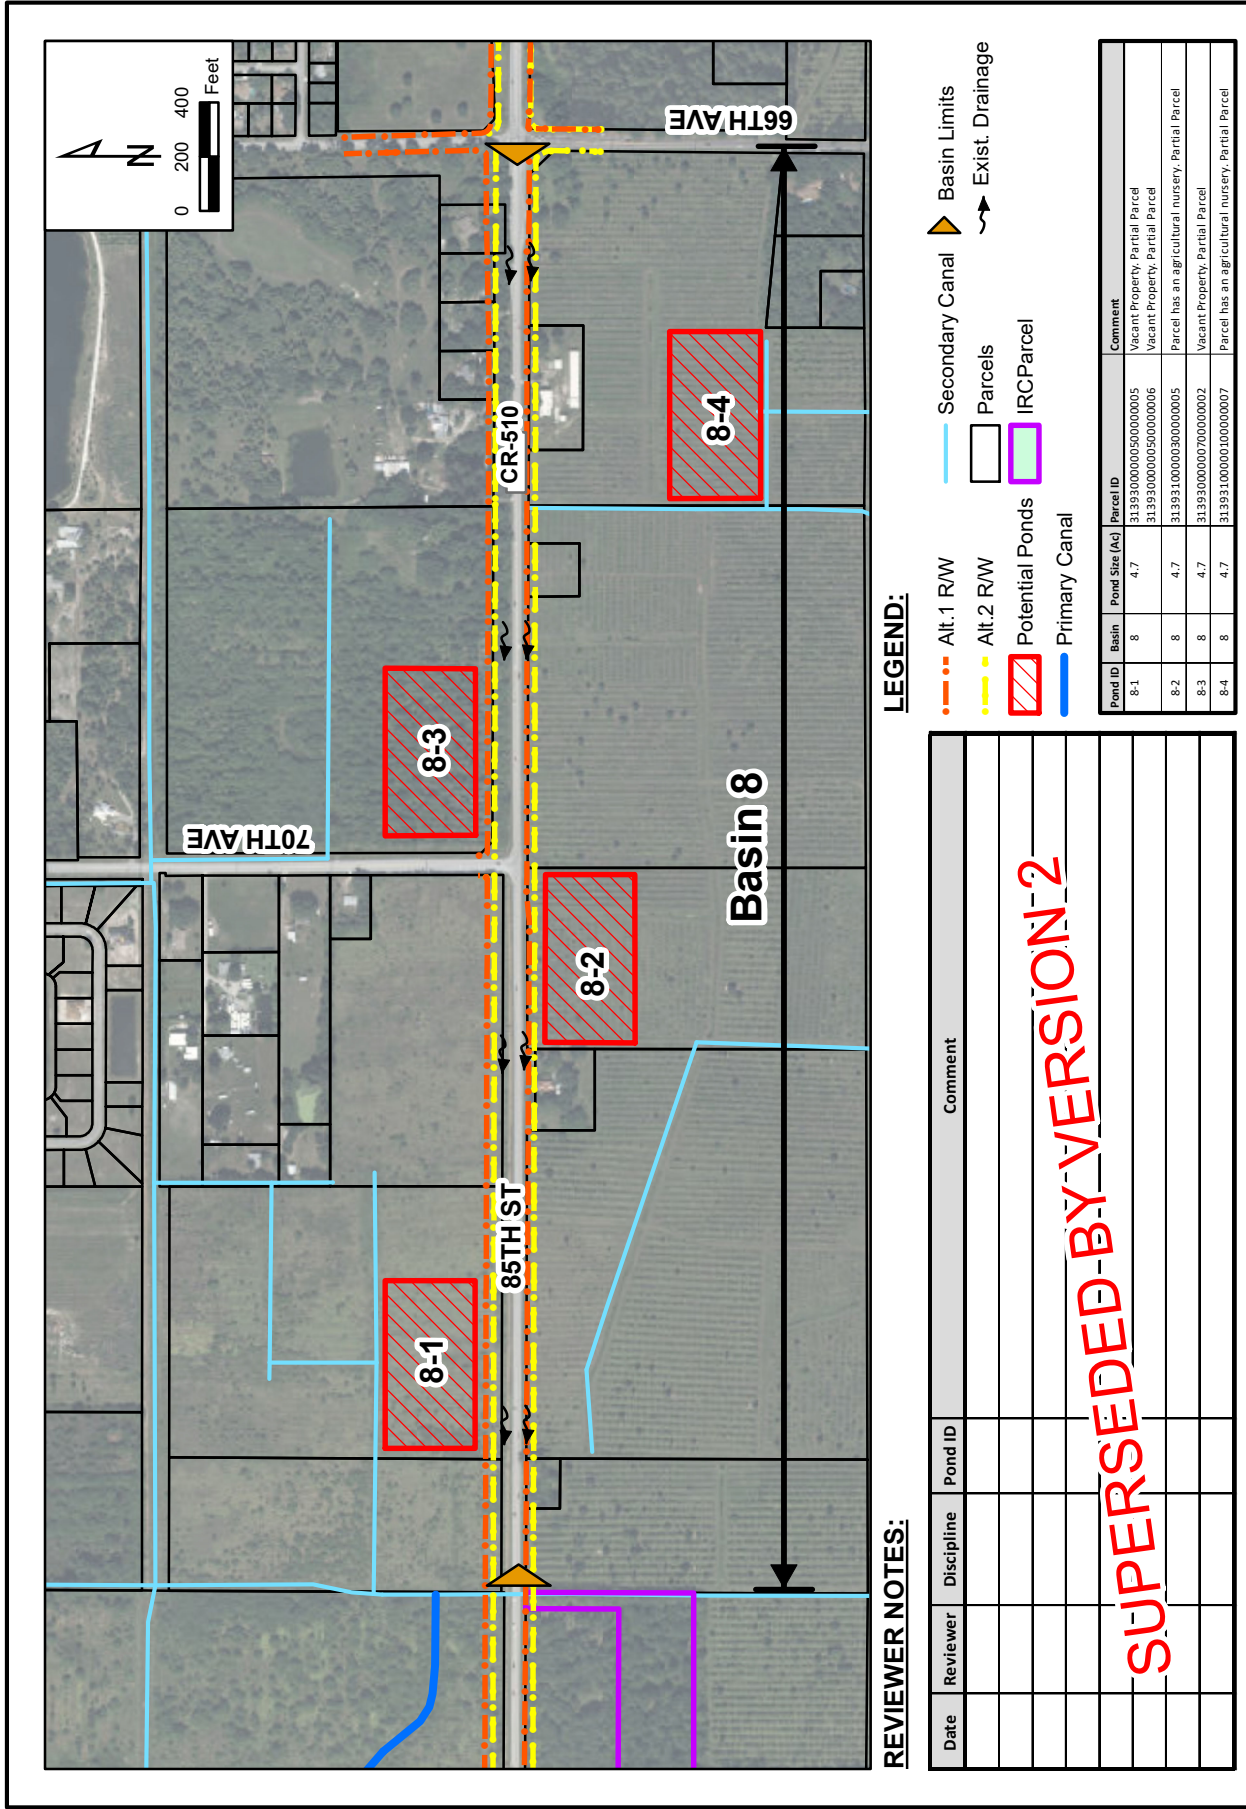 0 200 400
Feet
N
70TH AVE
66TH AVE
8-1
8-3
85TH ST
CR-510
8-2
8-4
Basin 8
REVIEWER NOTES:
Date Reviewer Discipline Pond ID Comment
SUPERSEDED BY VERSION 2
LEGEND:
Alt.1 R/W
Alt.2 R/W
Potential Ponds
Primary Canal
Secondary Canal
Parcels
IRCParcel
Basin Limits
Exist. Drainage
Pond ID Basin Pond Size (Ac) Parcel ID Comment
8-1 8 4.7 31393000000500000005 Vacant Property. Partial Parcel
31393000000500000006 Vacant Property. Partial Parcel
8-2 8 4.7 31393100000300000005 Parcel has an agricultural nursery. Partial Parcel
8-3 8 4.7 31393000000700000002 Vacant Property. Partial Parcel
8-4 8 4.7 31393100000100000007 Parcel has an agricultural nursery. Partial Parcel